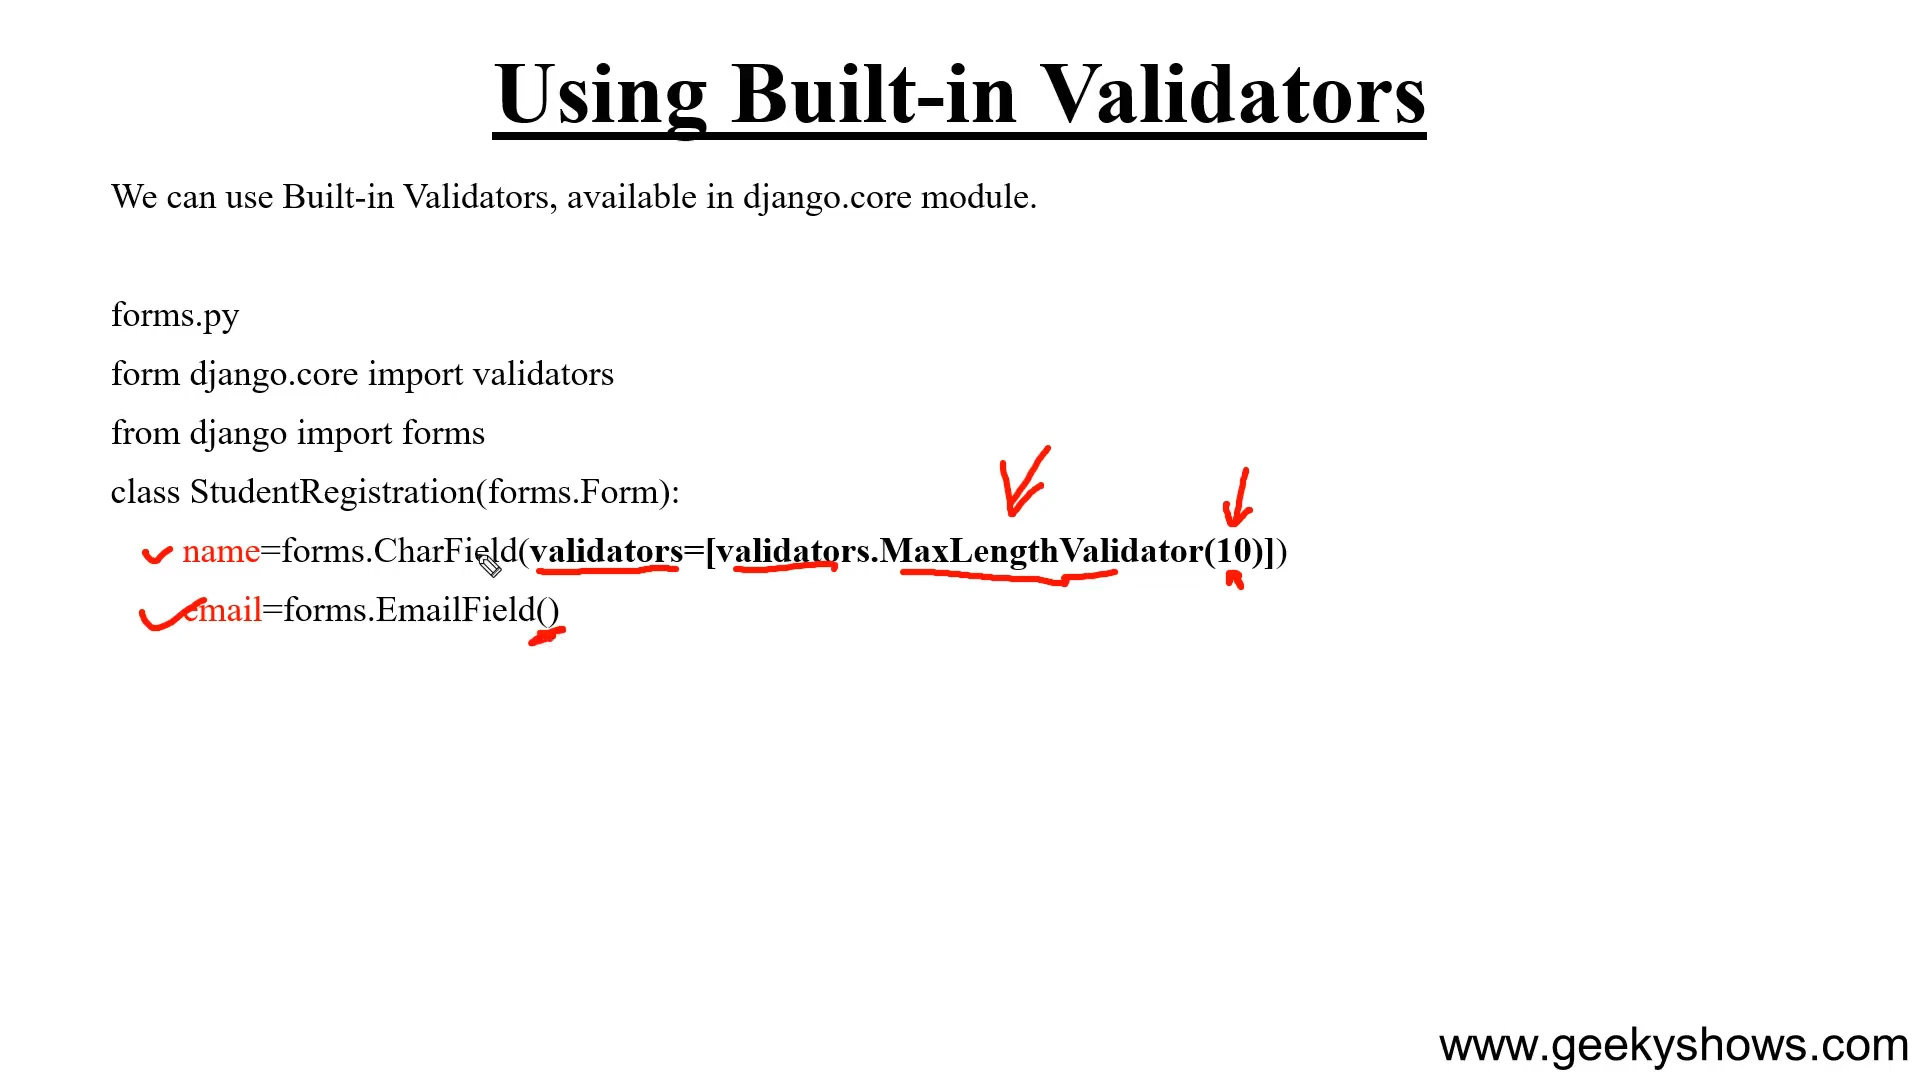 Using Built-in Validators
We can use Built-in Validators, available in django.core module.
forms.py
form django.core import validators
from django import forms
class StudentRegistration(forms.Form):
name=forms.CharField(validators=[validators.MaxLengthValidator(10)])
email=forms.EmailField()
www.geekyshows.com